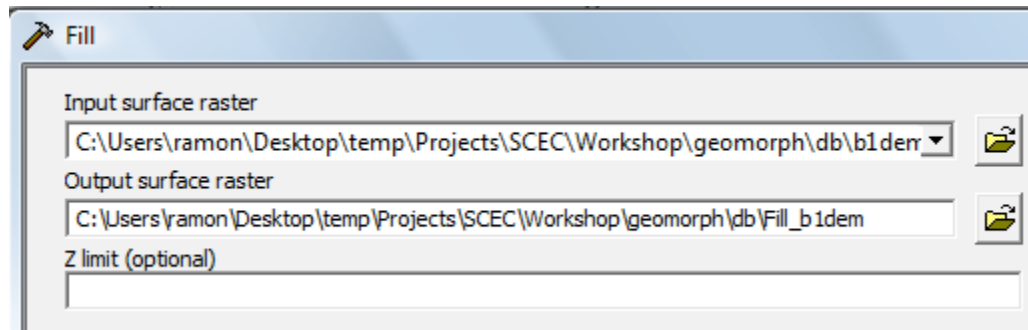 Fill
Input surface raster
C:\Users\ramon\Desktop\temp\Projects\SCEC\Workshop\geomorph\db\b1dem
Output surface raster
C:\Users\ramon\Desktop\temp\Projects\SCEC\Workshop\geomorph\db\Fill_b1dem
Z limit (optional)